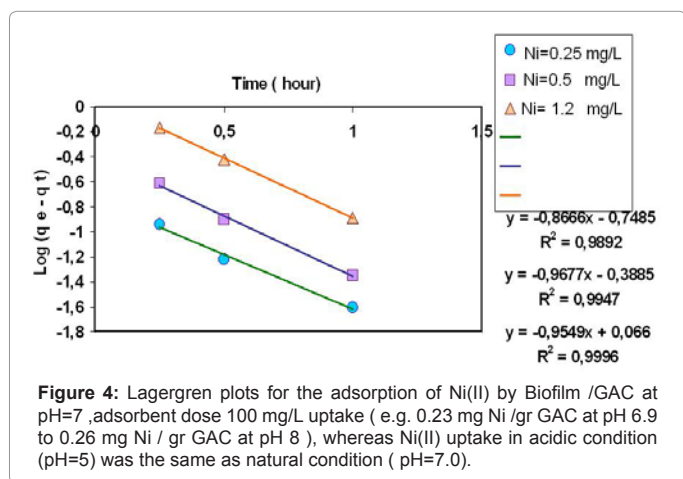 Time ( hour)
Ni=0.25 mg/L
Ni=0.5 mg/L
Ni= 1.2 mg/L
0
-0,2
-0,4
-0,6
-0,8
-1
-1,2
-1,4
-1,6
-1,8
0
0,5
1
1.5
Log (q e - q t)
y = -0,8666x - 0,7485
R² = 0,9892
y = -0,9677x - 0,3885
R² = 0,9947
y = -0,9549x + 0,066
R² = 0,9996
Figure 4: Lagergren plots for the adsorption of Ni(II) by Biofilm /GAC at
pH=7 ,adsorbent dose 100 mg/L uptake ( e.g. 0.23 mg Ni /gr GAC at pH 6.9
to 0.26 mg Ni / gr GAC at pH 8 ), whereas Ni(II) uptake in acidic condition
(pH=5) was the same as natural condition ( pH=7.0).